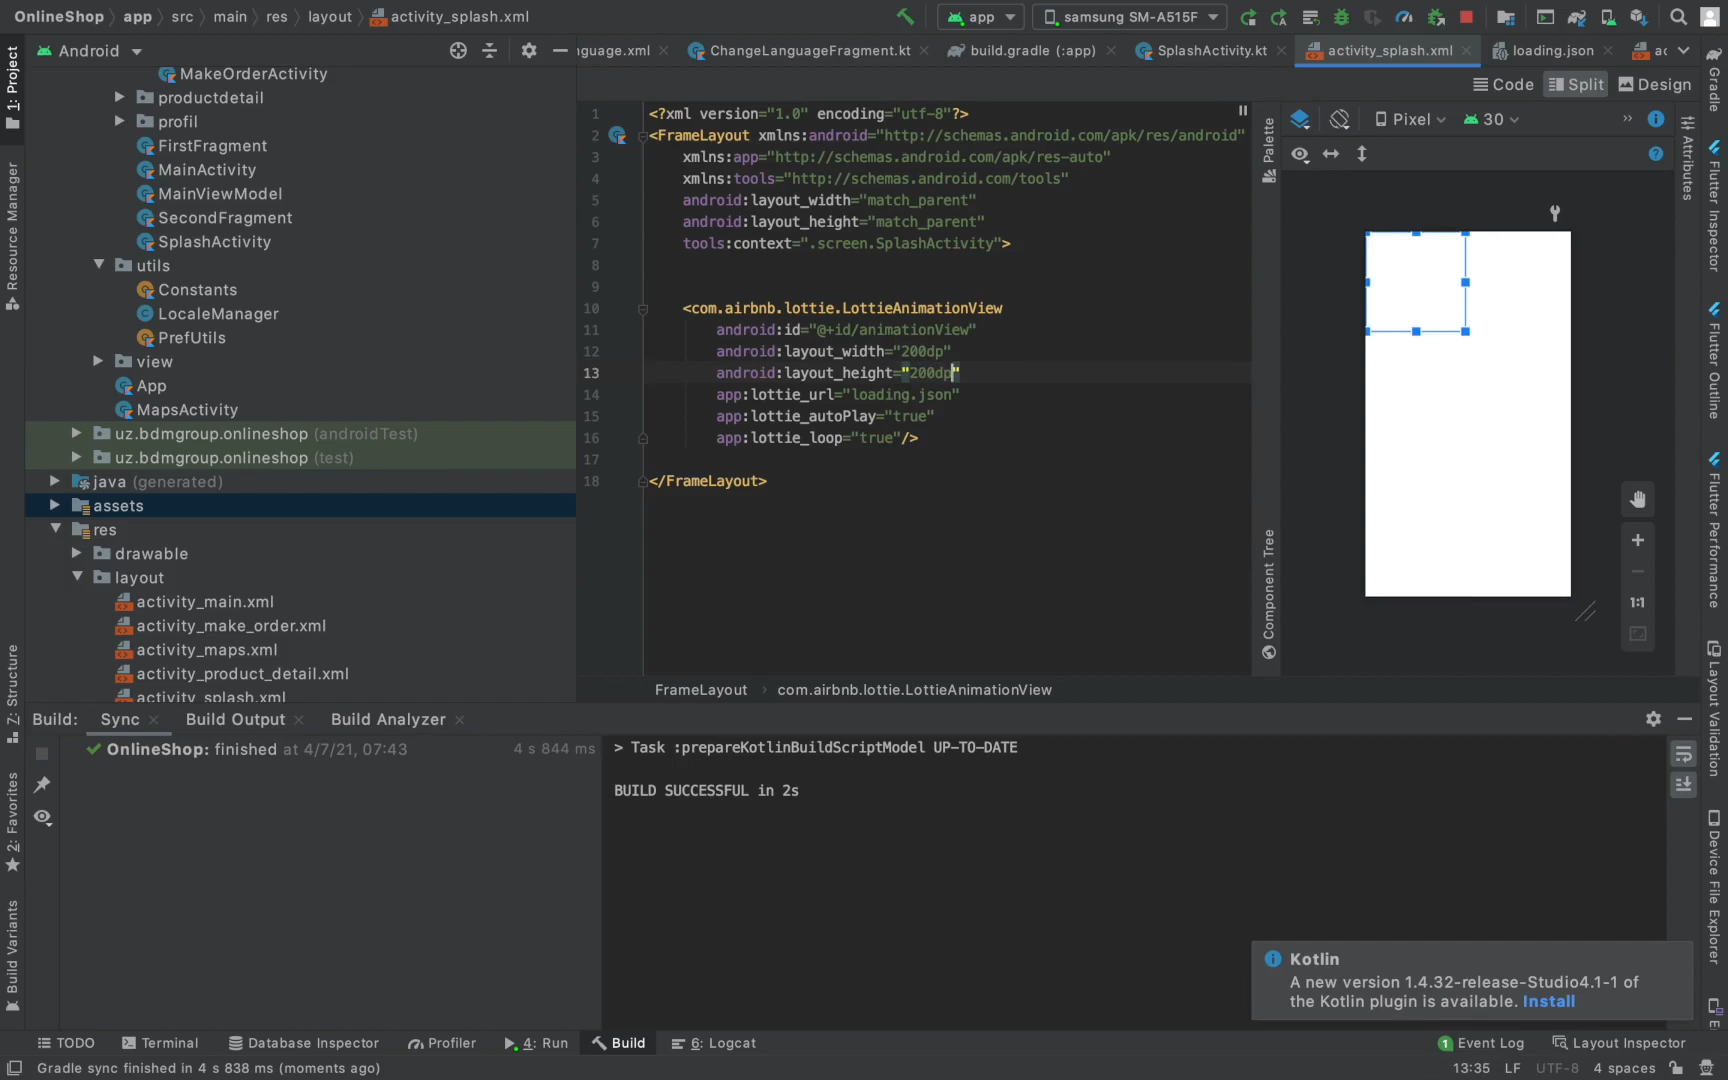 OnlineShop
app
src
main
res
layout
activity_splash.xml
app
samsung SM-A515F
Android
nguage.xml
ChangeLanguageFragment.kt
build.gradle (:app)
SplashActivity.kt
activity_splash.xml
loading.json
Code
Split
Design
MakeOrderActivity
productdetail
profil
FirstFragment
MainActivity
MainViewModel
SecondFragment
SplashActivity
utils
Constants
LocaleManager
PrefUtils
view
App
MapsActivity
uz.bdmgroup.onlineshop (androidTest)
uz.bdmgroup.onlineshop (test)
java (generated)
assets
res
drawable
layout
activity_main.xml
activity_make_order.xml
activity_maps.xml
activity_product_detail.xml
activity_splash.xml
1 <?xml version="1.0" encoding="utf-8"?>
2 <FrameLayout xmlns:android="http://schemas.android.com/apk/res/android"
3 xmlns:app="http://schemas.android.com/apk/res-auto"
4 xmlns:tools="http://schemas.android.com/tools"
5 android:layout_width="match_parent"
6 android:layout_height="match_parent"
7 tools:context=".screen.SplashActivity">
8
9
10 <com.airbnb.lottie.LottieAnimationView
11 android:id="@+id/animationView"
12 android:layout_width="200dp"
13 android:layout_height="200dp"
14 app:lottie_url="loading.json"
15 app:lottie_autoPlay="true"
16 app:lottie_loop="true"/>
17
18 </FrameLayout>
FrameLayout
com.airbnb.lottie.LottieAnimationView
Palette
Component Tree
Pixel
30
1:1
Attributes
1: Project
Resource Manager
Z: Structure
2: Favorites
Build Variants
Gradle
Flutter Inspector
Flutter Outline
Flutter Performance
Layout Validation
Device File Explorer
Build:
Sync
Build Output
Build Analyzer
OnlineShop: finished at 4/7/21, 07:43
4 s 844 ms
> Task :prepareKotlinBuildScriptModel UP-TO-DATE
BUILD SUCCESSFUL in 2s
Kotlin
A new version 1.4.32-release-Studio4.1-1 of
the Kotlin plugin is available. Install
TODO
Terminal
Database Inspector
Profiler
4: Run
Build
6: Logcat
1 Event Log
Layout Inspector
Gradle sync finished in 4 s 838 ms (moments ago)
13:35
LF
UTF-8
4 spaces